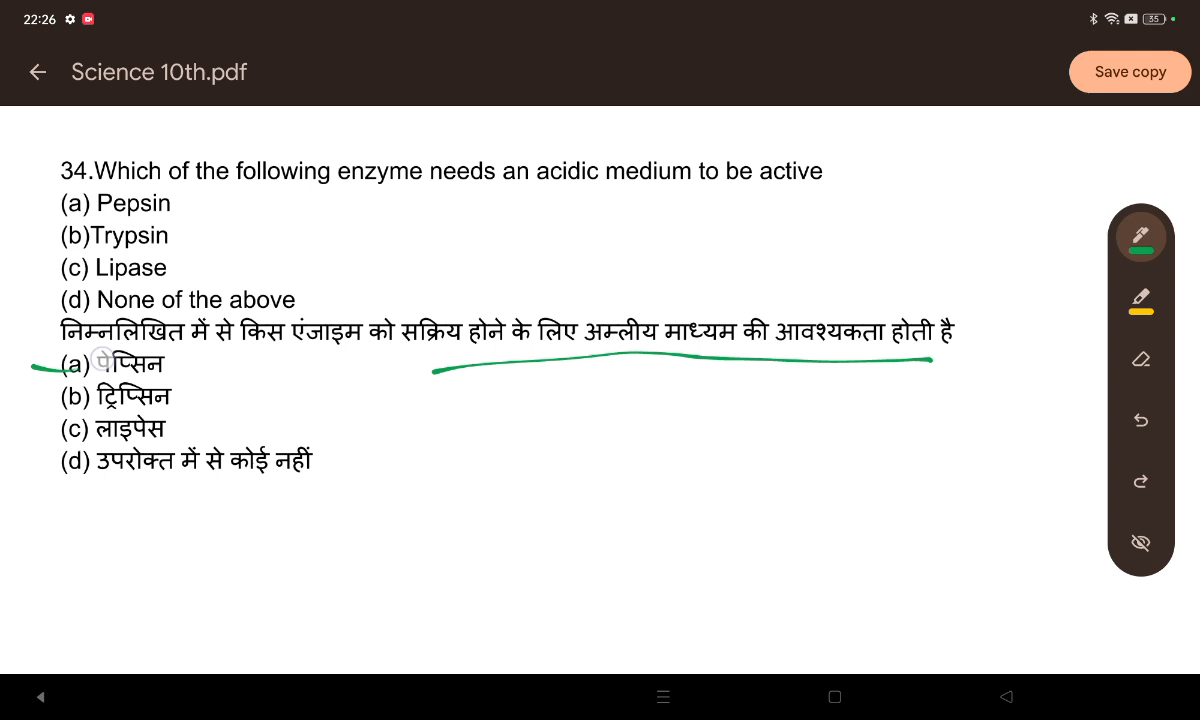 22:26
35
Science 10th.pdf
Save copy
34.Which of the following enzyme needs an acidic medium to be active
(a) Pepsin
(b)Trypsin
(c) Lipase
(d) None of the above
निम्नलिखित में से किस एंजाइम को सक्रिय होने के लिए अम्लीय माध्यम की आवश्यकता होती है
(a) पेप्सिन
(b) ट्रिप्सिन
(c) लाइपेस
(d) उपरोक्त में से कोई नहीं